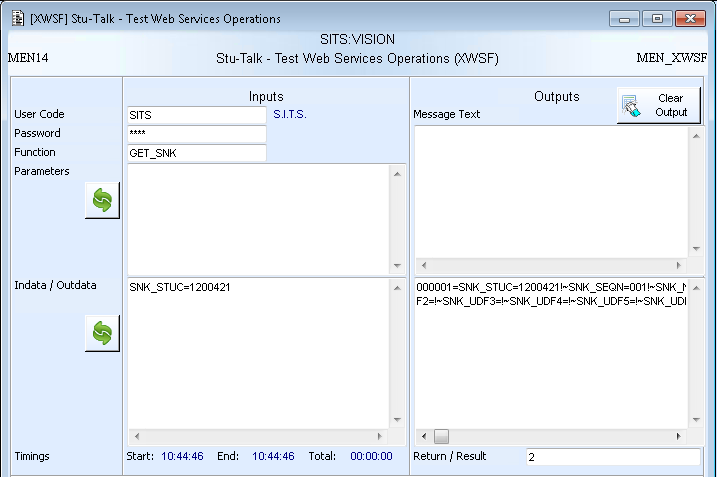 [XWSF] Stu-Talk - Test Web Services Operations
SITS:VISION
MEN14
Stu-Talk - Test Web Services Operations (XWSF)
MEN_XWSF
Inputs
Outputs
Clear
Output
User Code
SITS
S.I.T.S.
Message Text
Password
****
Function
GET_SNK
Parameters
Indata / Outdata
SNK_STUC=1200421
000001=SNK_STUC=1200421!~SNK_SEQN=001!~SNK_N
F2=!~SNK_UDF3=!~SNK_UDF4=!~SNK_UDF5=!~SNK_UDI
Timings
Start: 10:44:46 End: 10:44:46 Total: 00:00:00
Return / Result
2